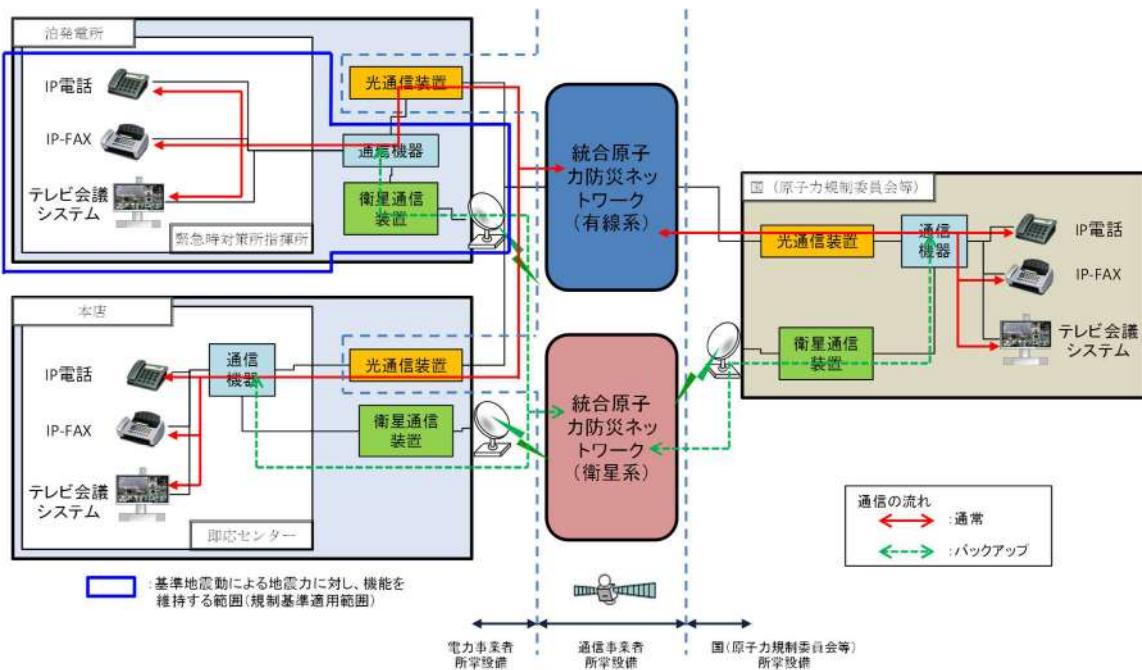 泊発電所
IP電話
IP-FAX
テレビ会議
システム
緊急時対策所指揮所
光通信装置
通信機器
衛星通信
装置
本店
IP電話
IP-FAX
テレビ会議
システム
即応センター
通信
機器
光通信装置
衛星通信
装置
統合原子
力防災ネッ
トワーク
(有線系)
統合原子
力防災ネッ
トワーク
(衛星系)
国(原子力規制委員会等)
光通信装置
通信
機器
衛星通信
装置
IP電話
IP-FAX
テレビ会議
システム
通信の流れ
:通常
:バックアップ
:基準地震動による地震力に対し、機能を
維持する範囲(規制基準適用範囲)
電力事業者
所掌設備
通信事業者
所掌設備
国(原子力規制委員会等)
所掌設備